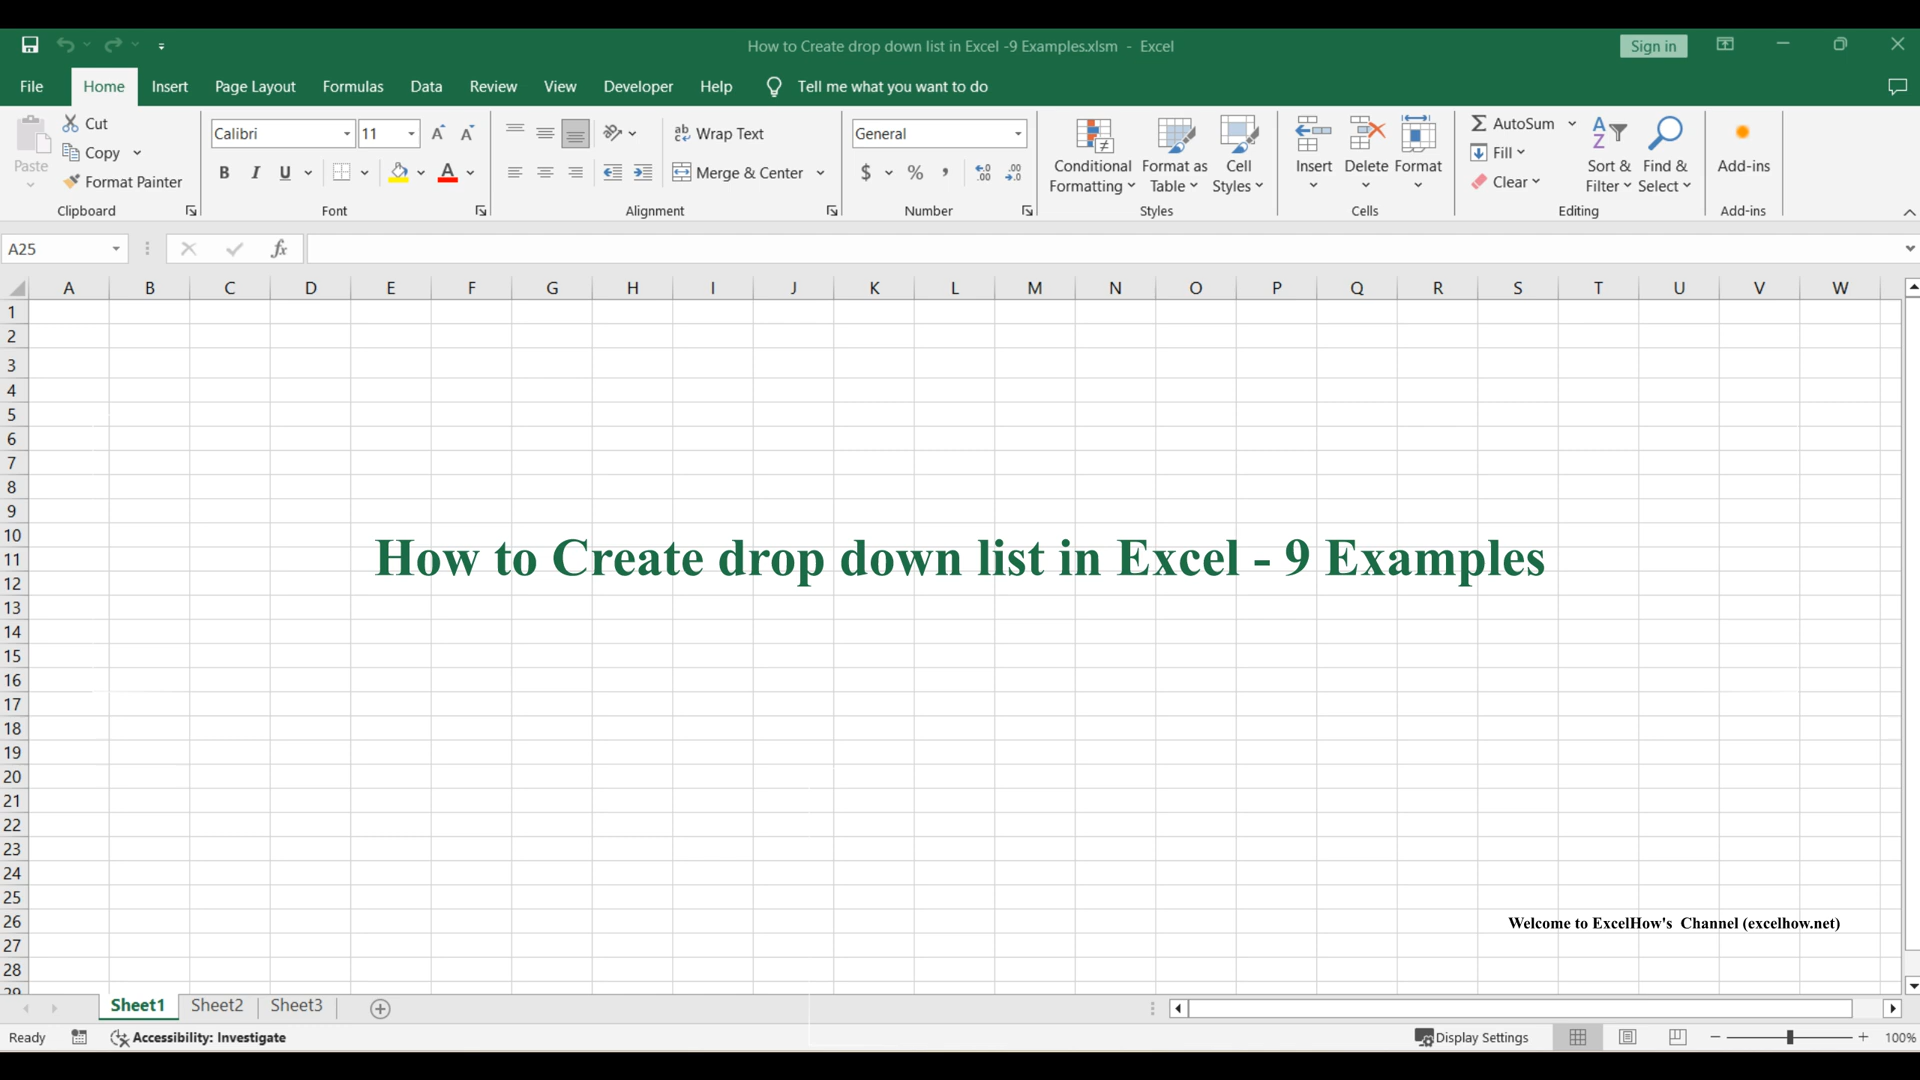 How to Create drop down list in Excel -9 Examples.xlsm - Excel
Sign in
File Home Insert Page Layout Formulas Data Review View Developer Help Tell me what you want to do
Cut
Copy
Format Painter
Paste
Clipboard
Calibri 11
B I U
Font
Wrap Text
Merge & Center
Alignment
General
$ % ,
Number
Conditional Formatting
Format as Table
Cell Styles
Styles
Insert Delete Format
Cells
AutoSum
Fill
Clear
Sort & Filter
Find & Select
Editing
Add-ins
Add-ins
A25 fx
A B C D E F G H I J K L M N O P Q R S T U V W
1
2
3
4
5
6
7
8
9
10
11
12
13
14
15
16
17
18
19
20
21
22
23
24
25
26
27
28
29
How to Create drop down list in Excel - 9 Examples
Welcome to ExcelHow's Channel (excelhow.net)
Sheet1 Sheet2 Sheet3
Ready Accessibility: Investigate Display Settings 100%